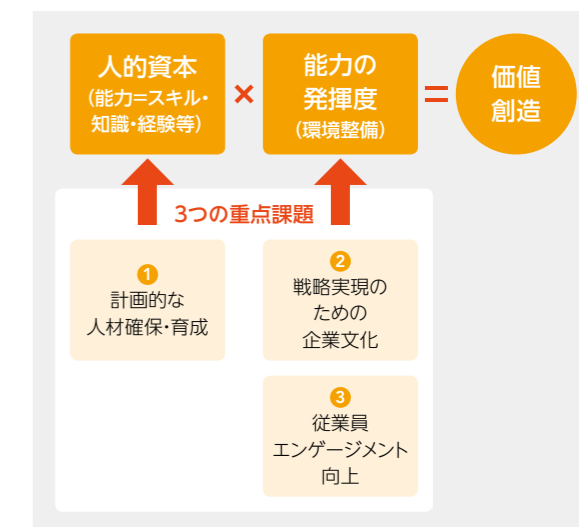 人的資本
(能力=スキル・
知識・経験等)
×
能力の
発揮度
(環境整備)
=
価値
創造
3つの重点課題
1
計画的な
人材確保・育成
2
戦略実現の
ための
企業文化
3
従業員
エンゲージメント
向上